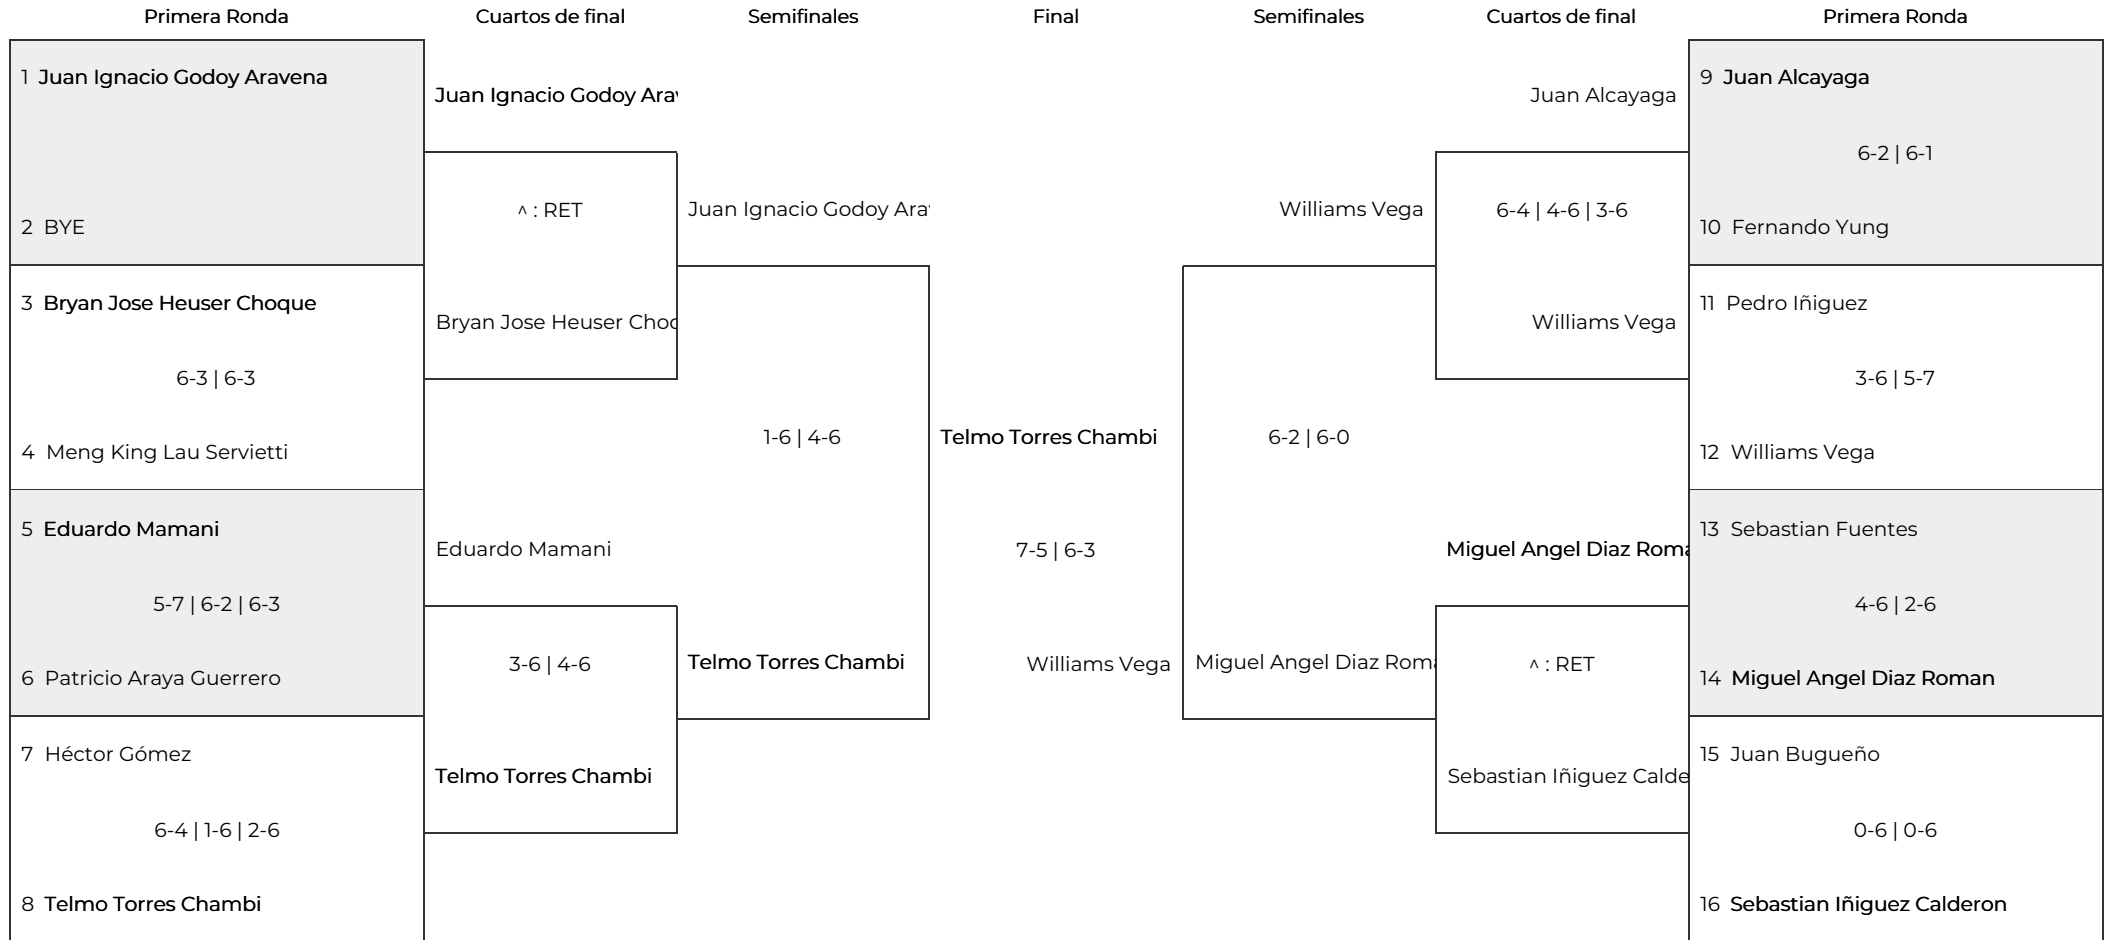 Primera Ronda
Cuartos de final
Semifinales
Final
Semifinales
Cuartos de final
Primera Ronda
1 Juan Ignacio Godoy Aravena
2 BYE
3 Bryan Jose Heuser Choque
6-3 | 6-3
4 Meng King Lau Servietti
5 Eduardo Mamani
5-7 | 6-2 | 6-3
6 Patricio Araya Guerrero
7 Héctor Gómez
6-4 | 1-6 | 2-6
8 Telmo Torres Chambi
Juan Ignacio Godoy Arav
^ : RET
Bryan Jose Heuser Choq
Eduardo Mamani
3-6 | 4-6
Telmo Torres Chambi
Juan Ignacio Godoy Arav
1-6 | 4-6
Telmo Torres Chambi
Telmo Torres Chambi
7-5 | 6-3
Williams Vega
Williams Vega
6-2 | 6-0
Miguel Angel Diaz Roma
Juan Alcayaga
6-4 | 4-6 | 3-6
Williams Vega
Miguel Angel Diaz Roma
^ : RET
Sebastian Iñiguez Calde
9 Juan Alcayaga
6-2 | 6-1
10 Fernando Yung
11 Pedro Iñiguez
3-6 | 5-7
12 Williams Vega
13 Sebastian Fuentes
4-6 | 2-6
14 Miguel Angel Diaz Roman
15 Juan Bugueño
0-6 | 0-6
16 Sebastian Iñiguez Calderon